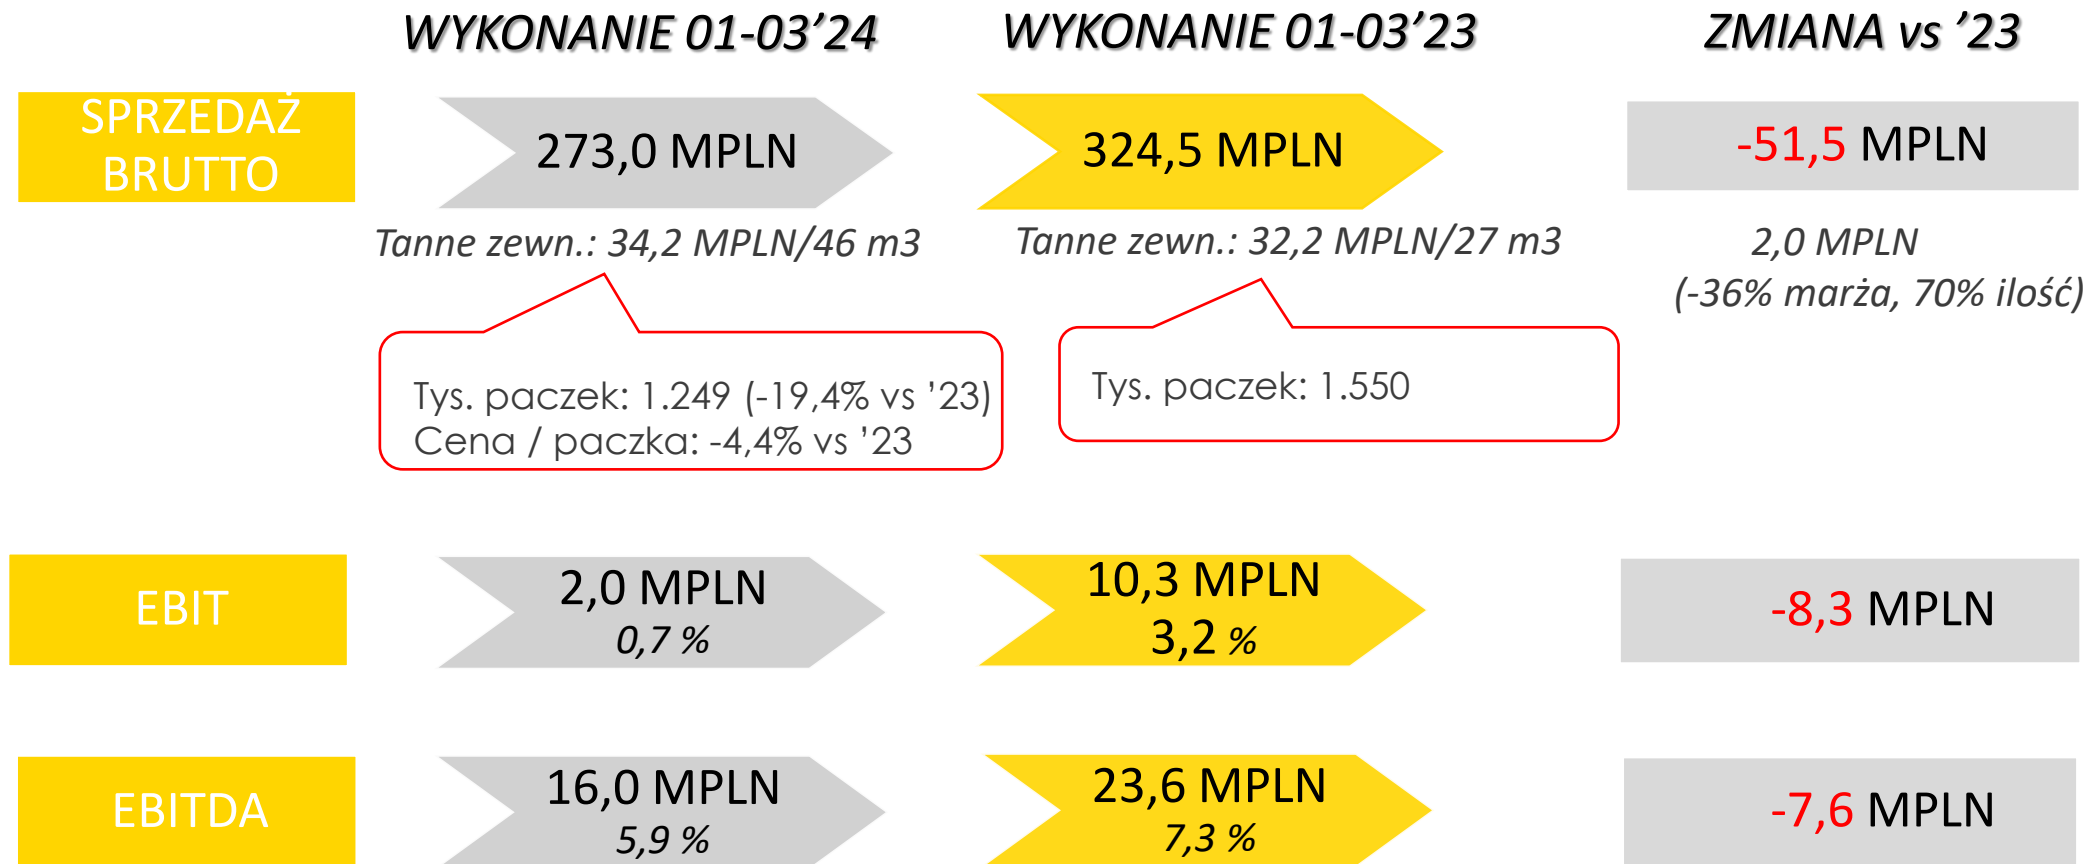 WYKONANIE 01-03’24
WYKONANIE 01-03’23
ZMIANA vs ’23
SPRZEDAŻ
BRUTTO
273,0 MPLN
324,5 MPLN
-51,5 MPLN
Tanne zewn.: 34,2 MPLN/46 m3
Tanne zewn.: 32,2 MPLN/27 m3
2,0 MPLN
(-36% marża, 70% ilość)
Tys. paczek: 1.249 (-19,4% vs ’23)
Cena / paczka: -4,4% vs ’23
Tys. paczek: 1.550
EBIT
2,0 MPLN
0,7 %
10,3 MPLN
3,2 %
-8,3 MPLN
EBITDA
16,0 MPLN
5,9 %
23,6 MPLN
7,3 %
-7,6 MPLN